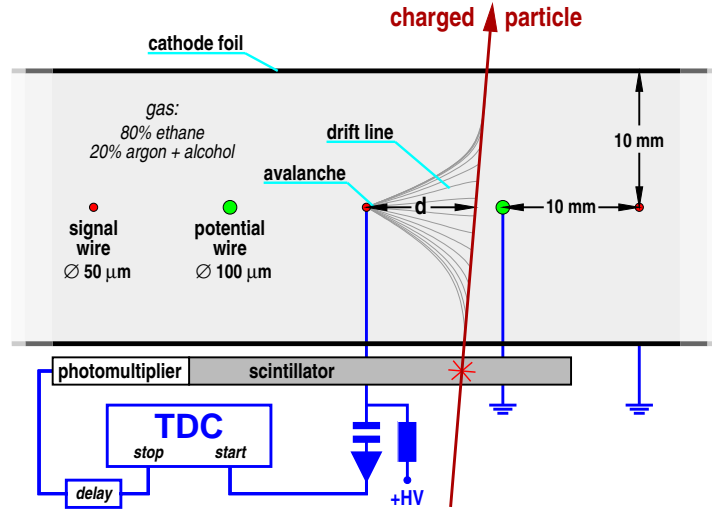 charged particle
cathode foil
gas:
80% ethane
20% argon + alcohol
drift line
10 mm
avalanche
d
10 mm
signal
wire
∅ 50 μm
potential
wire
∅ 100 μm
photomultiplier
scintillator
TDC
stop
start
delay
+HV